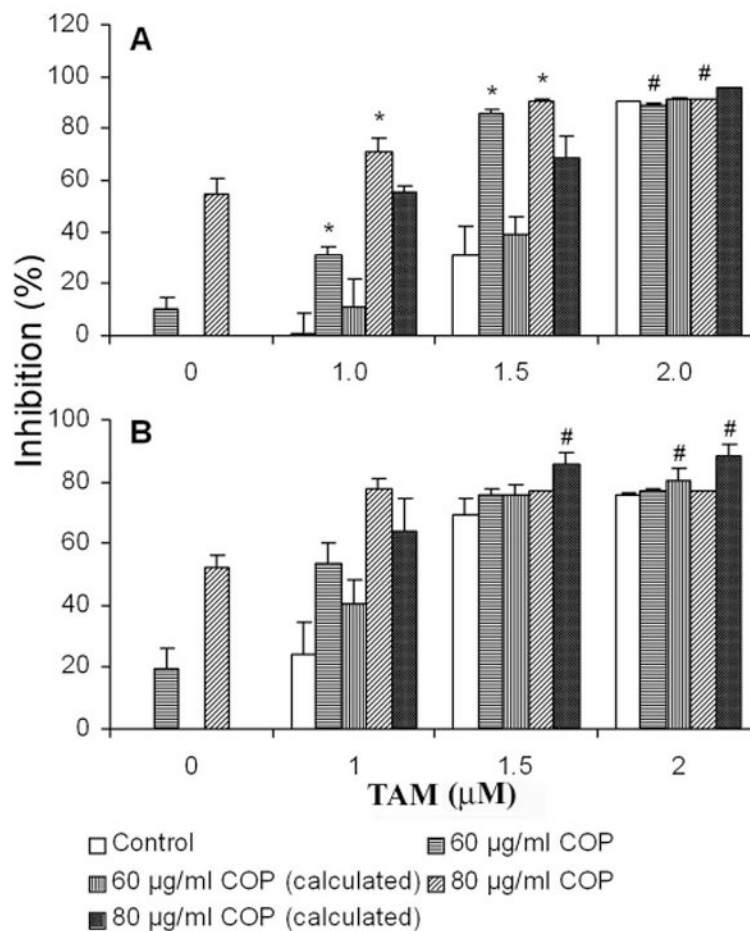 A
120
100
80
60
40
20
0
* * * * # #
0 1.0 1.5 2.0
Inhibition (%)
B
100
80
60
40
20
0
# # #
0 1 1.5 2
TAM (µM)
Control 60 µg/ml COP
60 µg/ml COP (calculated) 80 µg/ml COP
80 µg/ml COP (calculated)